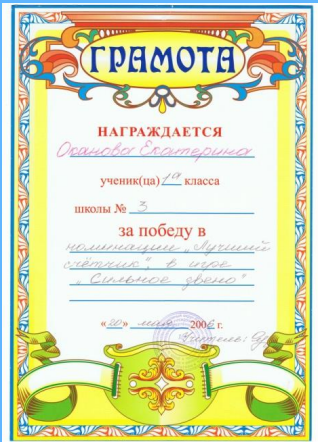 ГРАМОТА
НАГРАЖДАЕТСЯ
Оканова Екатерина
ученик(ца) 1а класса
школы № 3
за победу в
номинации „Лучший
счётчик", в игре
„Сильное звено"
«20» мая 2006 г.
Учитель: